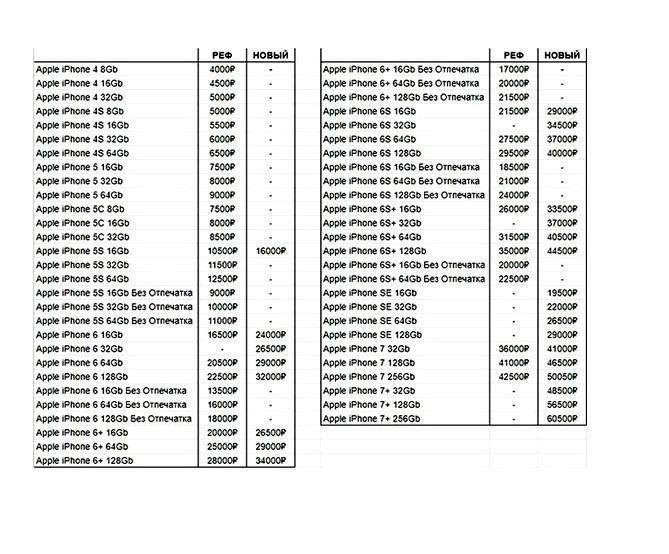 РЕФ НОВЫЙ
Apple iPhone 4 8Gb 4000₽ -
Apple iPhone 4 16Gb 4500₽ -
Apple iPhone 4 32Gb 5000₽ -
Apple iPhone 4S 8Gb 5000₽ -
Apple iPhone 4S 16Gb 5500₽ -
Apple iPhone 4S 32Gb 6000₽ -
Apple iPhone 4S 64Gb 6500₽ -
Apple iPhone 5 16Gb 7500₽ -
Apple iPhone 5 32Gb 8000₽ -
Apple iPhone 5 64Gb 9000₽ -
Apple iPhone 5C 8Gb 7500₽ -
Apple iPhone 5C 16Gb 8000₽ -
Apple iPhone 5C 32Gb 8500₽ -
Apple iPhone 5S 16Gb 10500₽ 16000₽
Apple iPhone 5S 32Gb 11500₽ -
Apple iPhone 5S 64Gb 12500₽ -
Apple iPhone 5S 16Gb Без Отпечатка 9000₽ -
Apple iPhone 5S 32Gb Без Отпечатка 10000₽ -
Apple iPhone 5S 64Gb Без Отпечатка 11000₽ -
Apple iPhone 6 16Gb 16500₽ 24000₽
Apple iPhone 6 32Gb - 26500₽
Apple iPhone 6 64Gb 20500₽ 29000₽
Apple iPhone 6 128Gb 22500₽ 32000₽
Apple iPhone 6 16Gb Без Отпечатка 13500₽ -
Apple iPhone 6 64Gb Без Отпечатка 16000₽ -
Apple iPhone 6 128Gb Без Отпечатка 18000₽ -
Apple iPhone 6+ 16Gb 20000₽ 26500₽
Apple iPhone 6+ 64Gb 25000₽ 29000₽
Apple iPhone 6+ 128Gb 28000₽ 34000₽
РЕФ НОВЫЙ
Apple iPhone 6+ 16Gb Без Отпечатка 17000₽ -
Apple iPhone 6+ 64Gb Без Отпечатка 20000₽ -
Apple iPhone 6+ 128Gb Без Отпечатка 21500₽ -
Apple iPhone 6S 16Gb 21500₽ 29000₽
Apple iPhone 6S 32Gb - 34500₽
Apple iPhone 6S 64Gb 27500₽ 37000₽
Apple iPhone 6S 128Gb 29500₽ 40000₽
Apple iPhone 6S 16Gb Без Отпечатка 18500₽ -
Apple iPhone 6S 64Gb Без Отпечатка 21000₽ -
Apple iPhone 6S 128Gb Без Отпечатка 24000₽ -
Apple iPhone 6S+ 16Gb 26000₽ 33500₽
Apple iPhone 6S+ 32Gb - 37000₽
Apple iPhone 6S+ 64Gb 31500₽ 40500₽
Apple iPhone 6S+ 128Gb 35000₽ 44500₽
Apple iPhone 6S+ 16Gb Без Отпечатка 20000₽ -
Apple iPhone 6S+ 64Gb Без Отпечатка 22500₽ -
Apple iPhone SE 16Gb - 19500₽
Apple iPhone SE 32Gb - 22000₽
Apple iPhone SE 64Gb - 26500₽
Apple iPhone SE 128Gb - 29000₽
Apple iPhone 7 32Gb 36000₽ 41000₽
Apple iPhone 7 128Gb 41000₽ 46500₽
Apple iPhone 7 256Gb 42500₽ 50050₽
Apple iPhone 7+ 32Gb - 48500₽
Apple iPhone 7+ 128Gb - 56500₽
Apple iPhone 7+ 256Gb - 60500₽